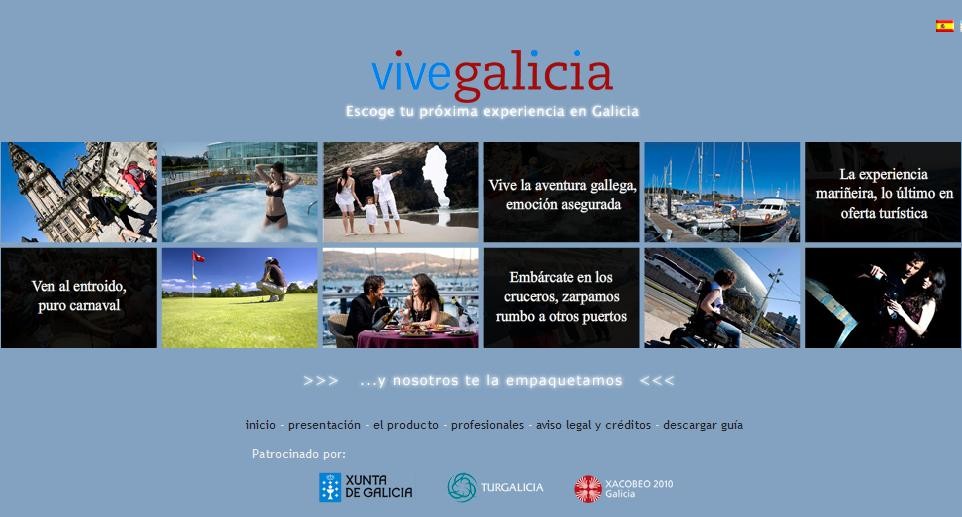 vivegalicia
Escoge tu próxima experiencia en Galicia
Vive la aventura gallega,
emoción asegurada
La experiencia
mariñeira, lo último en
oferta turística
Ven al entroido,
puro carnaval
Embárcate en los
cruceros, zarpamos
rumbo a otros puertos
>>> ...y nosotros te la empaquetamos <<<
inicio - presentación - el producto - profesionales - aviso legal y créditos - descargar guía
Patrocinado por:
XUNTA
DE GALICIA
TURGALICIA
XACOBEO 2010
Galicia